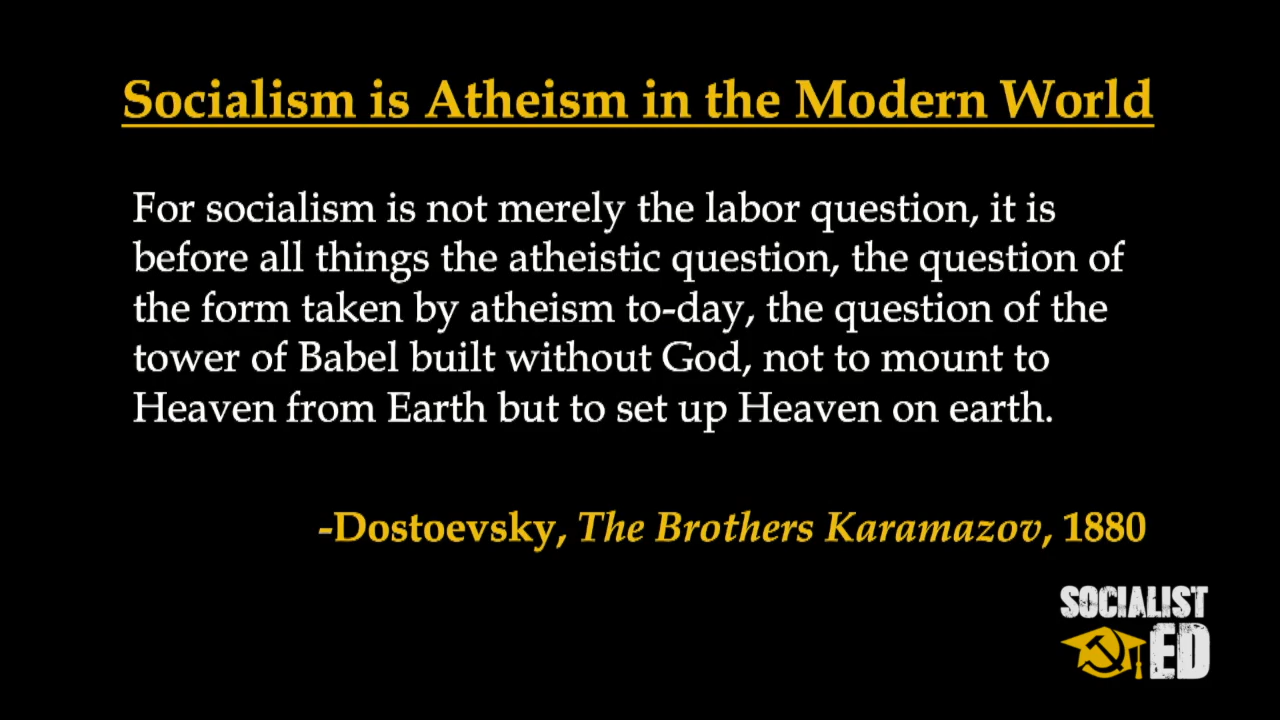 Socialism is Atheism in the Modern World
For socialism is not merely the labor question, it is
before all things the atheistic question, the question of
the form taken by atheism to-day, the question of the
tower of Babel built without God, not to mount to
Heaven from Earth but to set up Heaven on earth.
-Dostoevsky, The Brothers Karamazov, 1880
SOCIALIST
ED